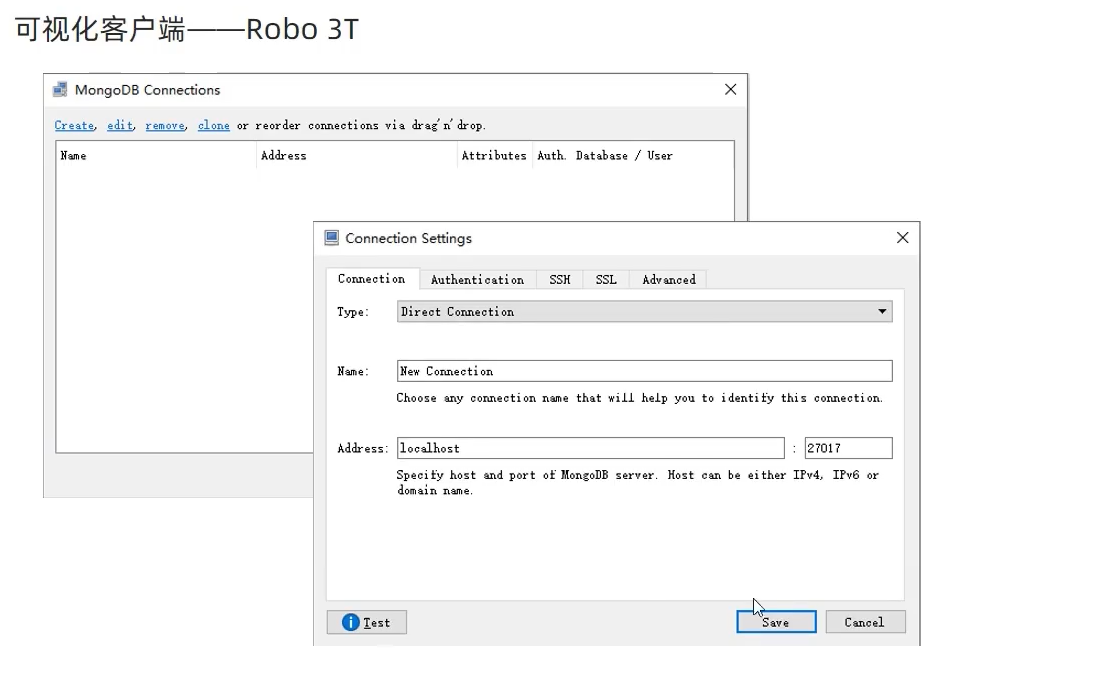 可视化客户端——Robo 3T
MongoDB Connections
Create, edit, remove, clone or reorder connections via drag'n'drop.
Name Address Attributes Auth. Database / User
Connection Settings
Connection Authentication SSH SSL Advanced
Type: Direct Connection
Name: New Connection
Choose any connection name that will help you to identify this connection.
Address: localhost : 27017
Specify host and port of MongoDB server. Host can be either IPv4, IPv6 or
domain name.
Test Save Cancel